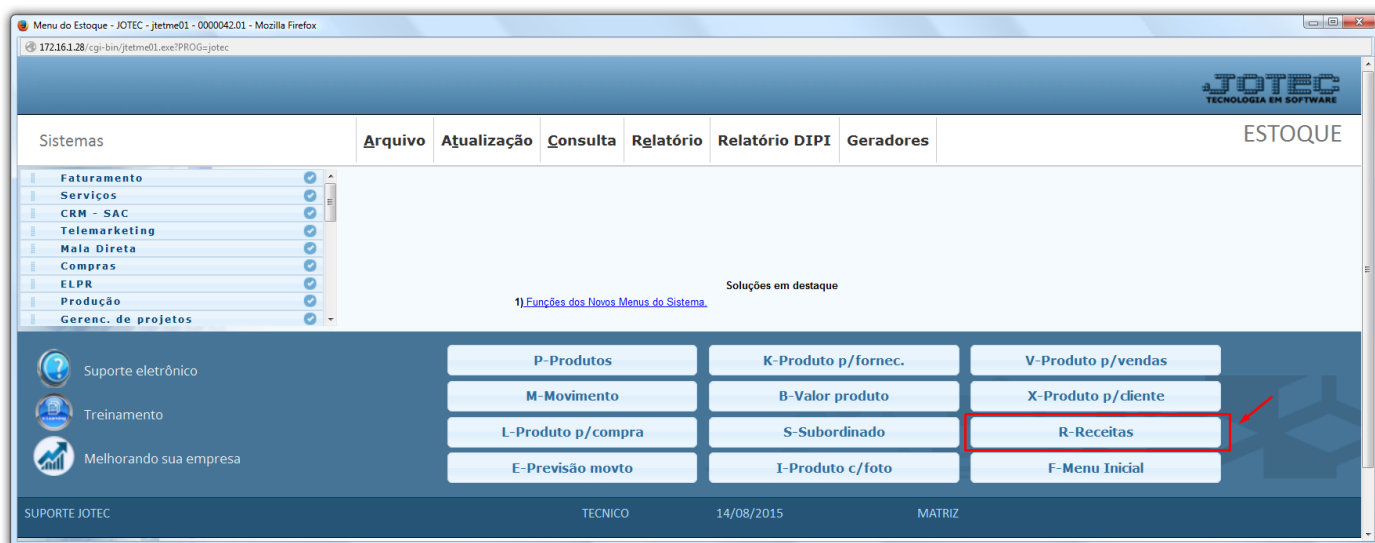 Menu do Estoque - JOTEC - jtetme01 - 0000042.01 - Mozilla Firefox
172.16.1.28/cgi-bin/jtetme01.exe?PROG=jotec
JOTEC
TECNOLOGIA EM SOFTWARE
Sistemas
Arquivo Atualização Consulta Relatório Relatório DIPI Geradores
ESTOQUE
Faturamento
Serviços
CRM - SAC
Telemarketing
Mala Direta
Compras
ELPR
Produção
Gerenc. de projetos
Soluções em destaque
1) Funções dos Novos Menus do Sistema.
Suporte eletrônico
Treinamento
Melhorando sua empresa
P-Produtos K-Produto p/fornec. V-Produto p/vendas
M-Movimento B-Valor produto X-Produto p/cliente
L-Produto p/compra S-Subordinado R-Receitas
E-Previsão movto I-Produto c/foto F-Menu Inicial
SUPORTE JOTEC TECNICO 14/08/2015 MATRIZ